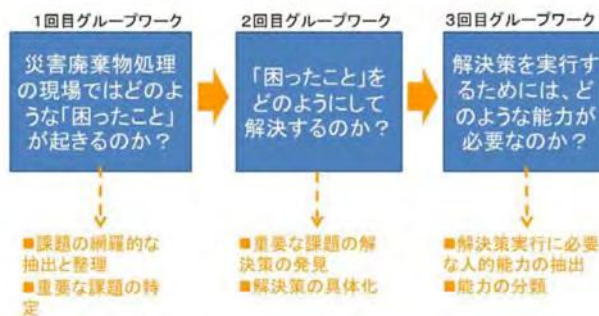 1回目グループワーク
災害廃棄物処理
の現場ではどのよ
うな「困ったこと」
が起きるのか？
■課題の網羅的な
抽出と整理
■重要な課題の特
定
2回目グループワーク
「困ったこと」を
どのようにして
解決するのか？
■重要な課題の解
決策の発見
■解決策の具体化
3回目グループワーク
解決策を実行す
るためには、ど
のような能力が
必要なのか？
■解決策実行に必要
な人的能力の抽出
■能力の分類